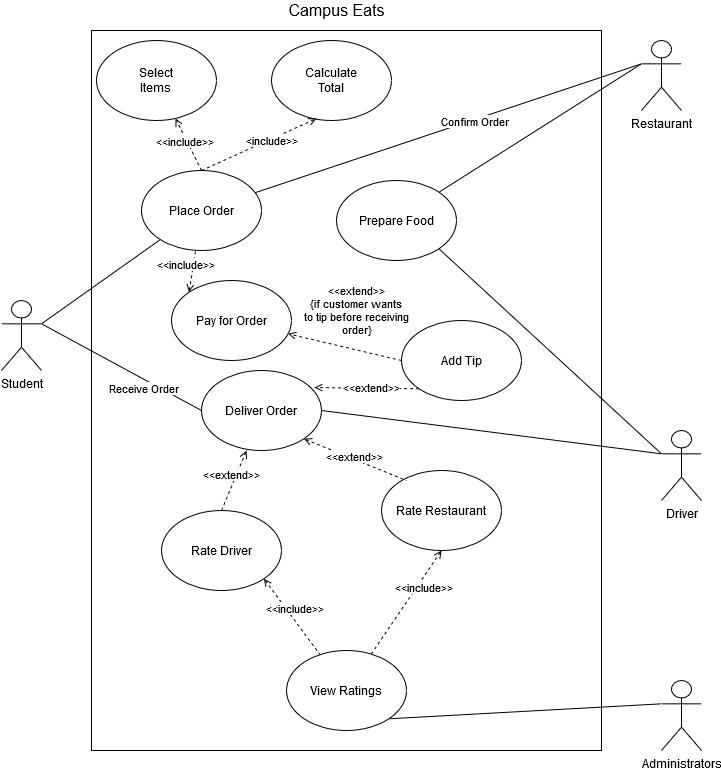 Campus Eats
Select
Items
Calculate
Total
<<include>>
<include>>
Confirm Order
Restaurant
Place Order
Prepare Food
<<include>>
<<extend>>
{if customer wants
to tip before receiving
order}
Pay for Order
Add Tip
Student
Receive Order
<<extend>>
Deliver Order
<<extend>>
<<extend>>
Rate Restaurant
Driver
Rate Driver
<<include>>
<<include>>
View Ratings
Administrators